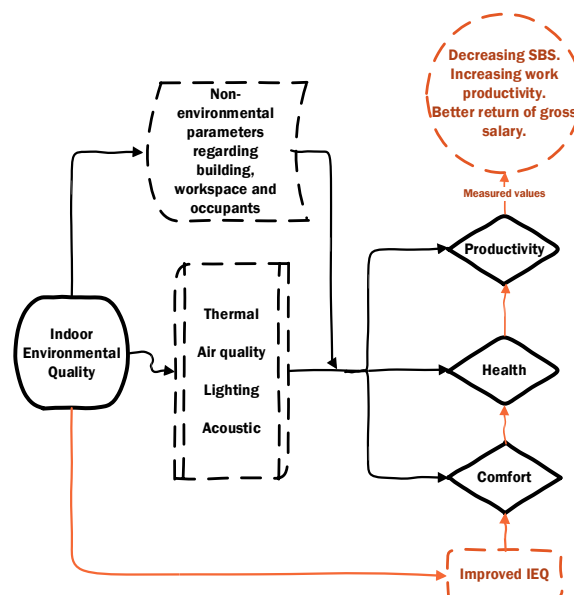 Decreasing SBS.
Increasing work
productivity.
Better return of gross
salary.
Non-
environmental
parameters
regarding
building,
workspace and
occupants
Measured values
Productivity
Thermal
Air quality
Lighting
Acoustic
Indoor
Environmental
Quality
Health
Comfort
Improved IEQ